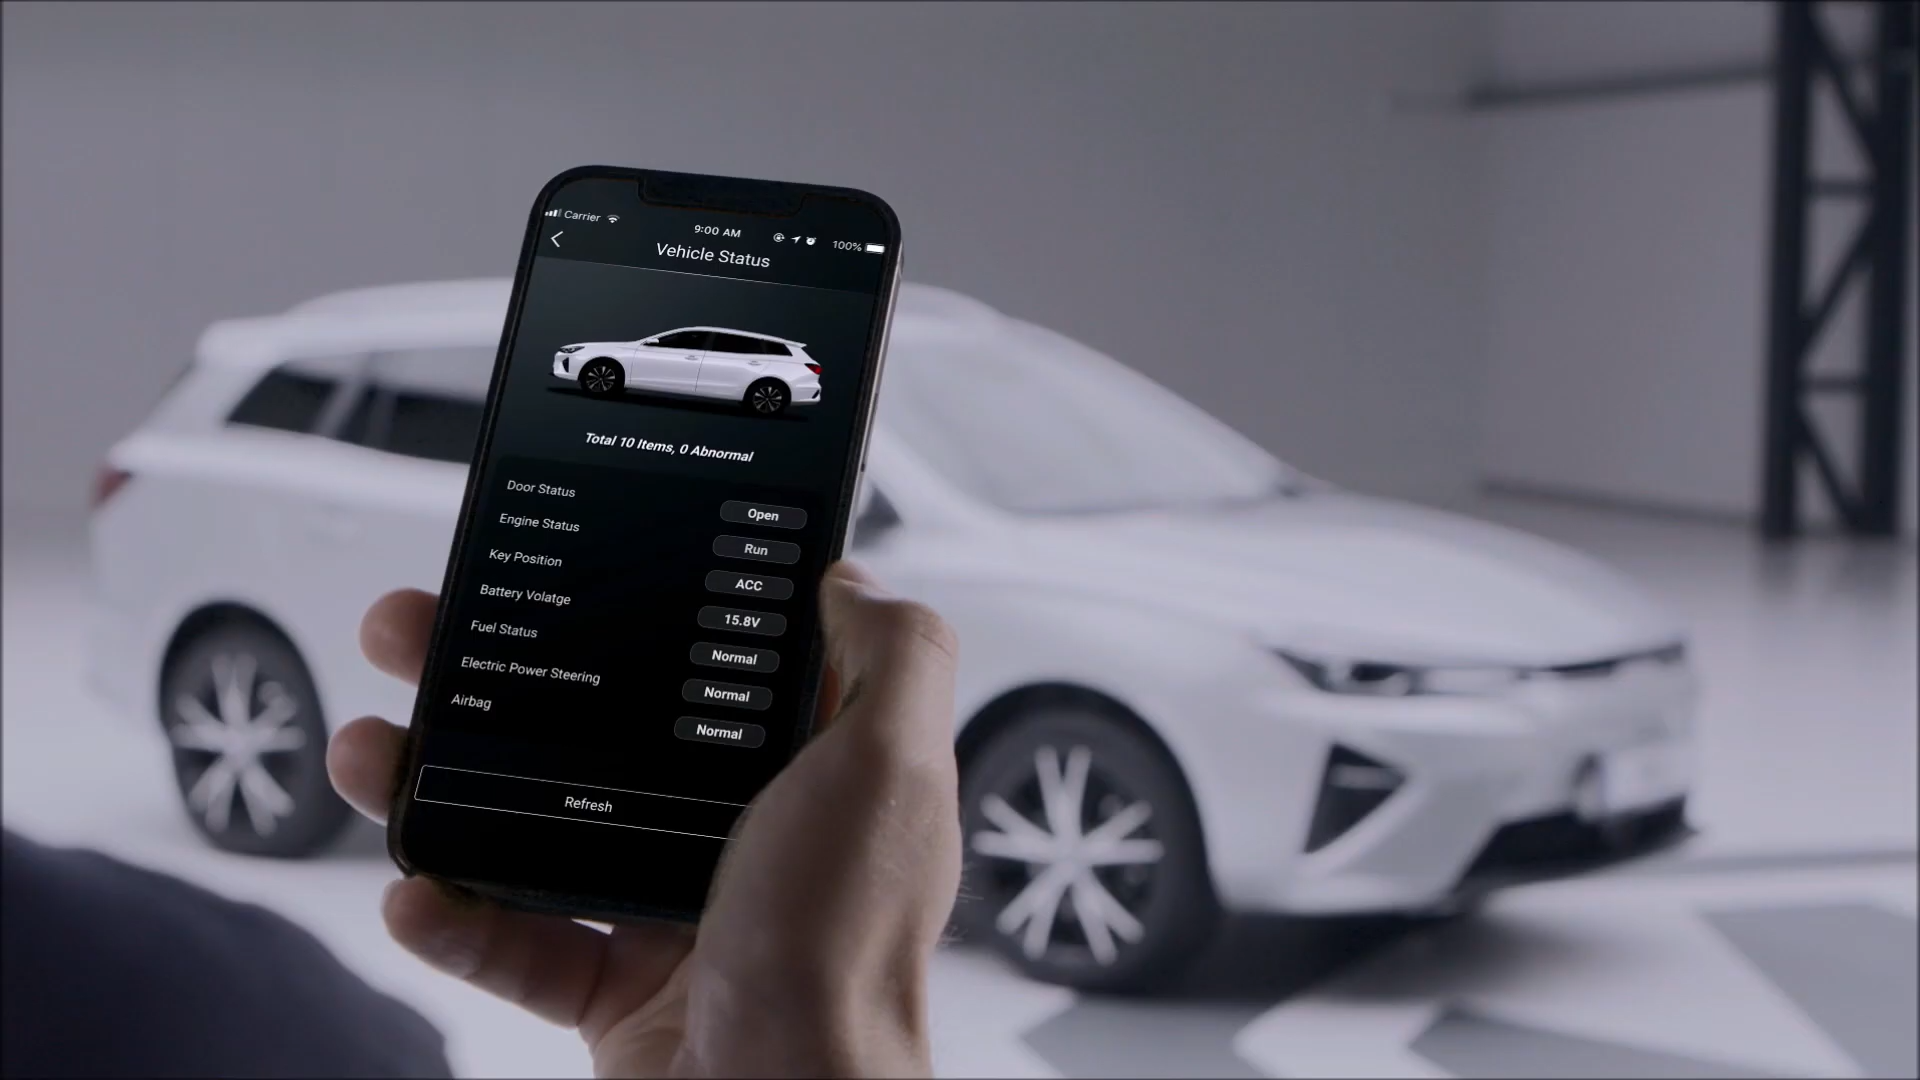 Carrier 9:00 AM 100%
Vehicle Status
Total 10 Items, 0 Abnormal
Door Status Open
Engine Status Run
Key Position ACC
Battery Volatge 15.8V
Fuel Status Normal
Electric Power Steering Normal
Airbag Normal
Refresh